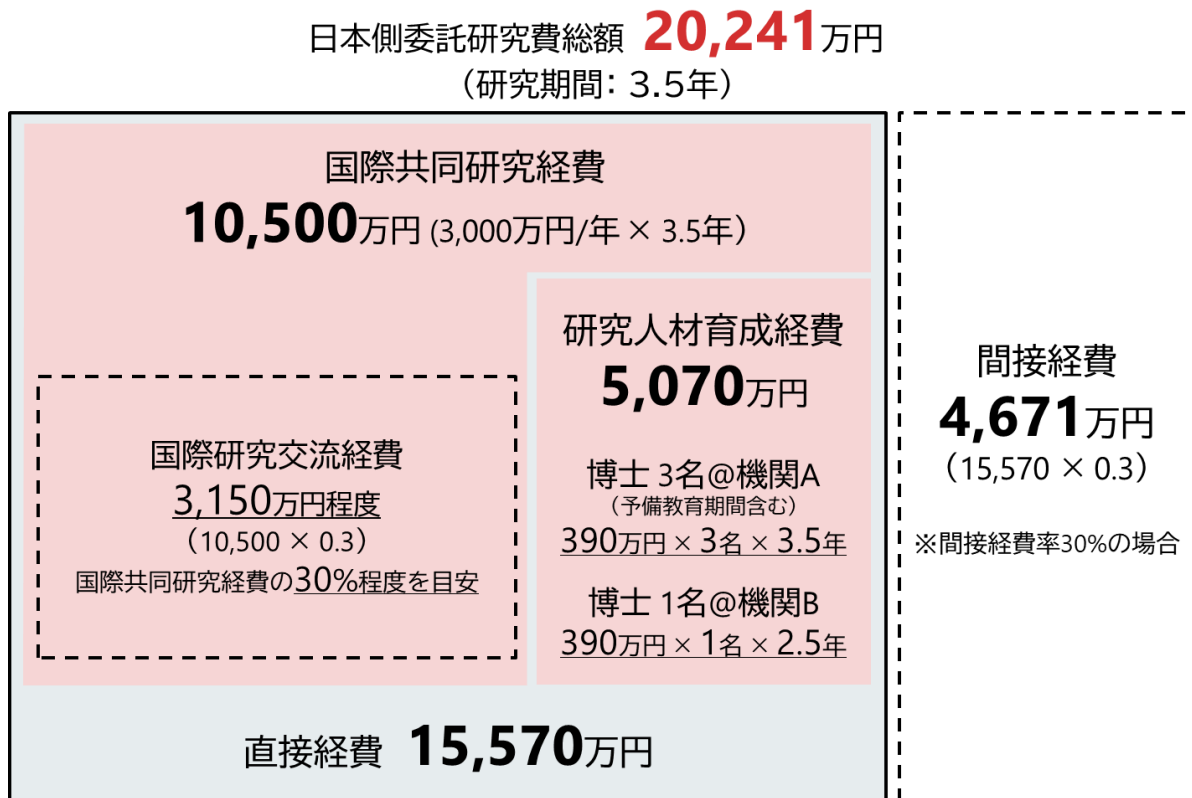 日本側委託研究費総額 20,241万円
（研究期間：3.5年）
国際共同研究経費
10,500万円 (3,000万円/年 × 3.5年）
研究人材育成経費
5,070万円
博士 3名@機関A
（予備教育期間含む）
390万円 × 3名 × 3.5年
博士 1名@機関B
390万円 × 1名 × 2.5年
国際研究交流経費
3,150万円程度
（10,500 × 0.3）
国際共同研究経費の30%程度を目安
直接経費 15,570万円
間接経費
4,671万円
（15,570 × 0.3）
※間接経費率30%の場合